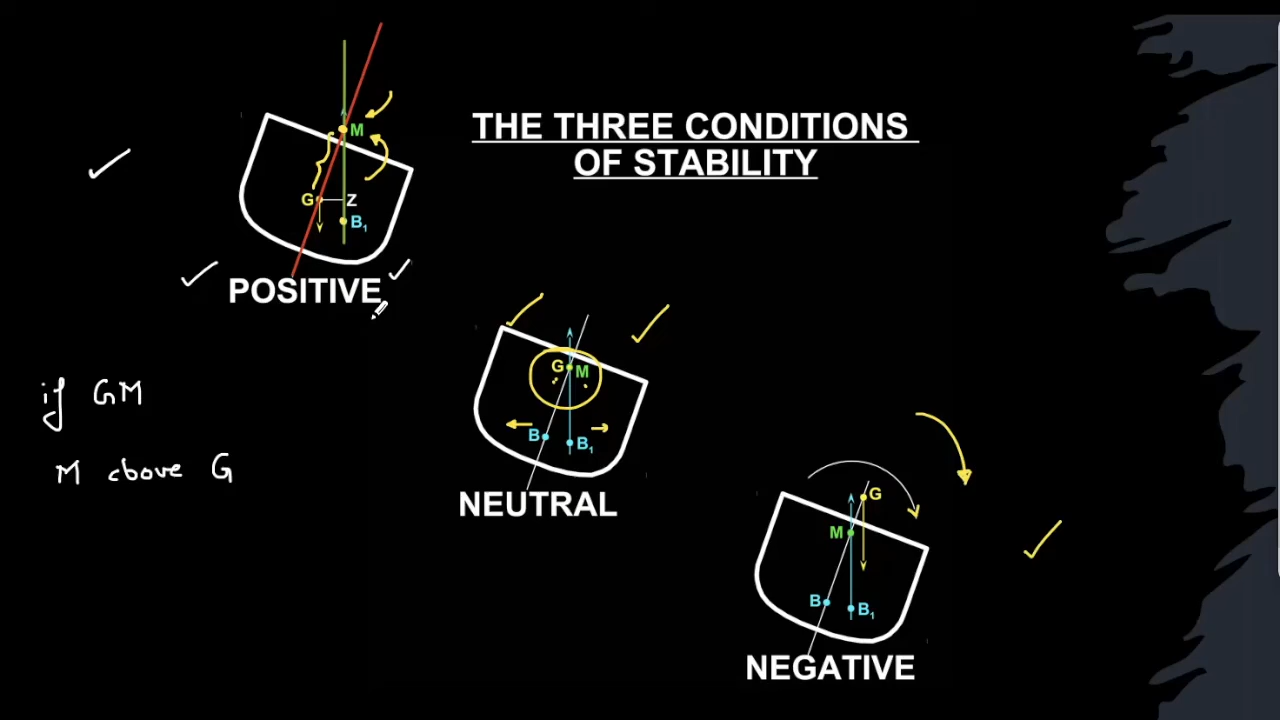 THE THREE CONDITIONS
OF STABILITY
M
G
Z
B₁
POSITIVE
G
M
B
B₁
NEUTRAL
if GM
M above G
G
M
B
B₁
NEGATIVE